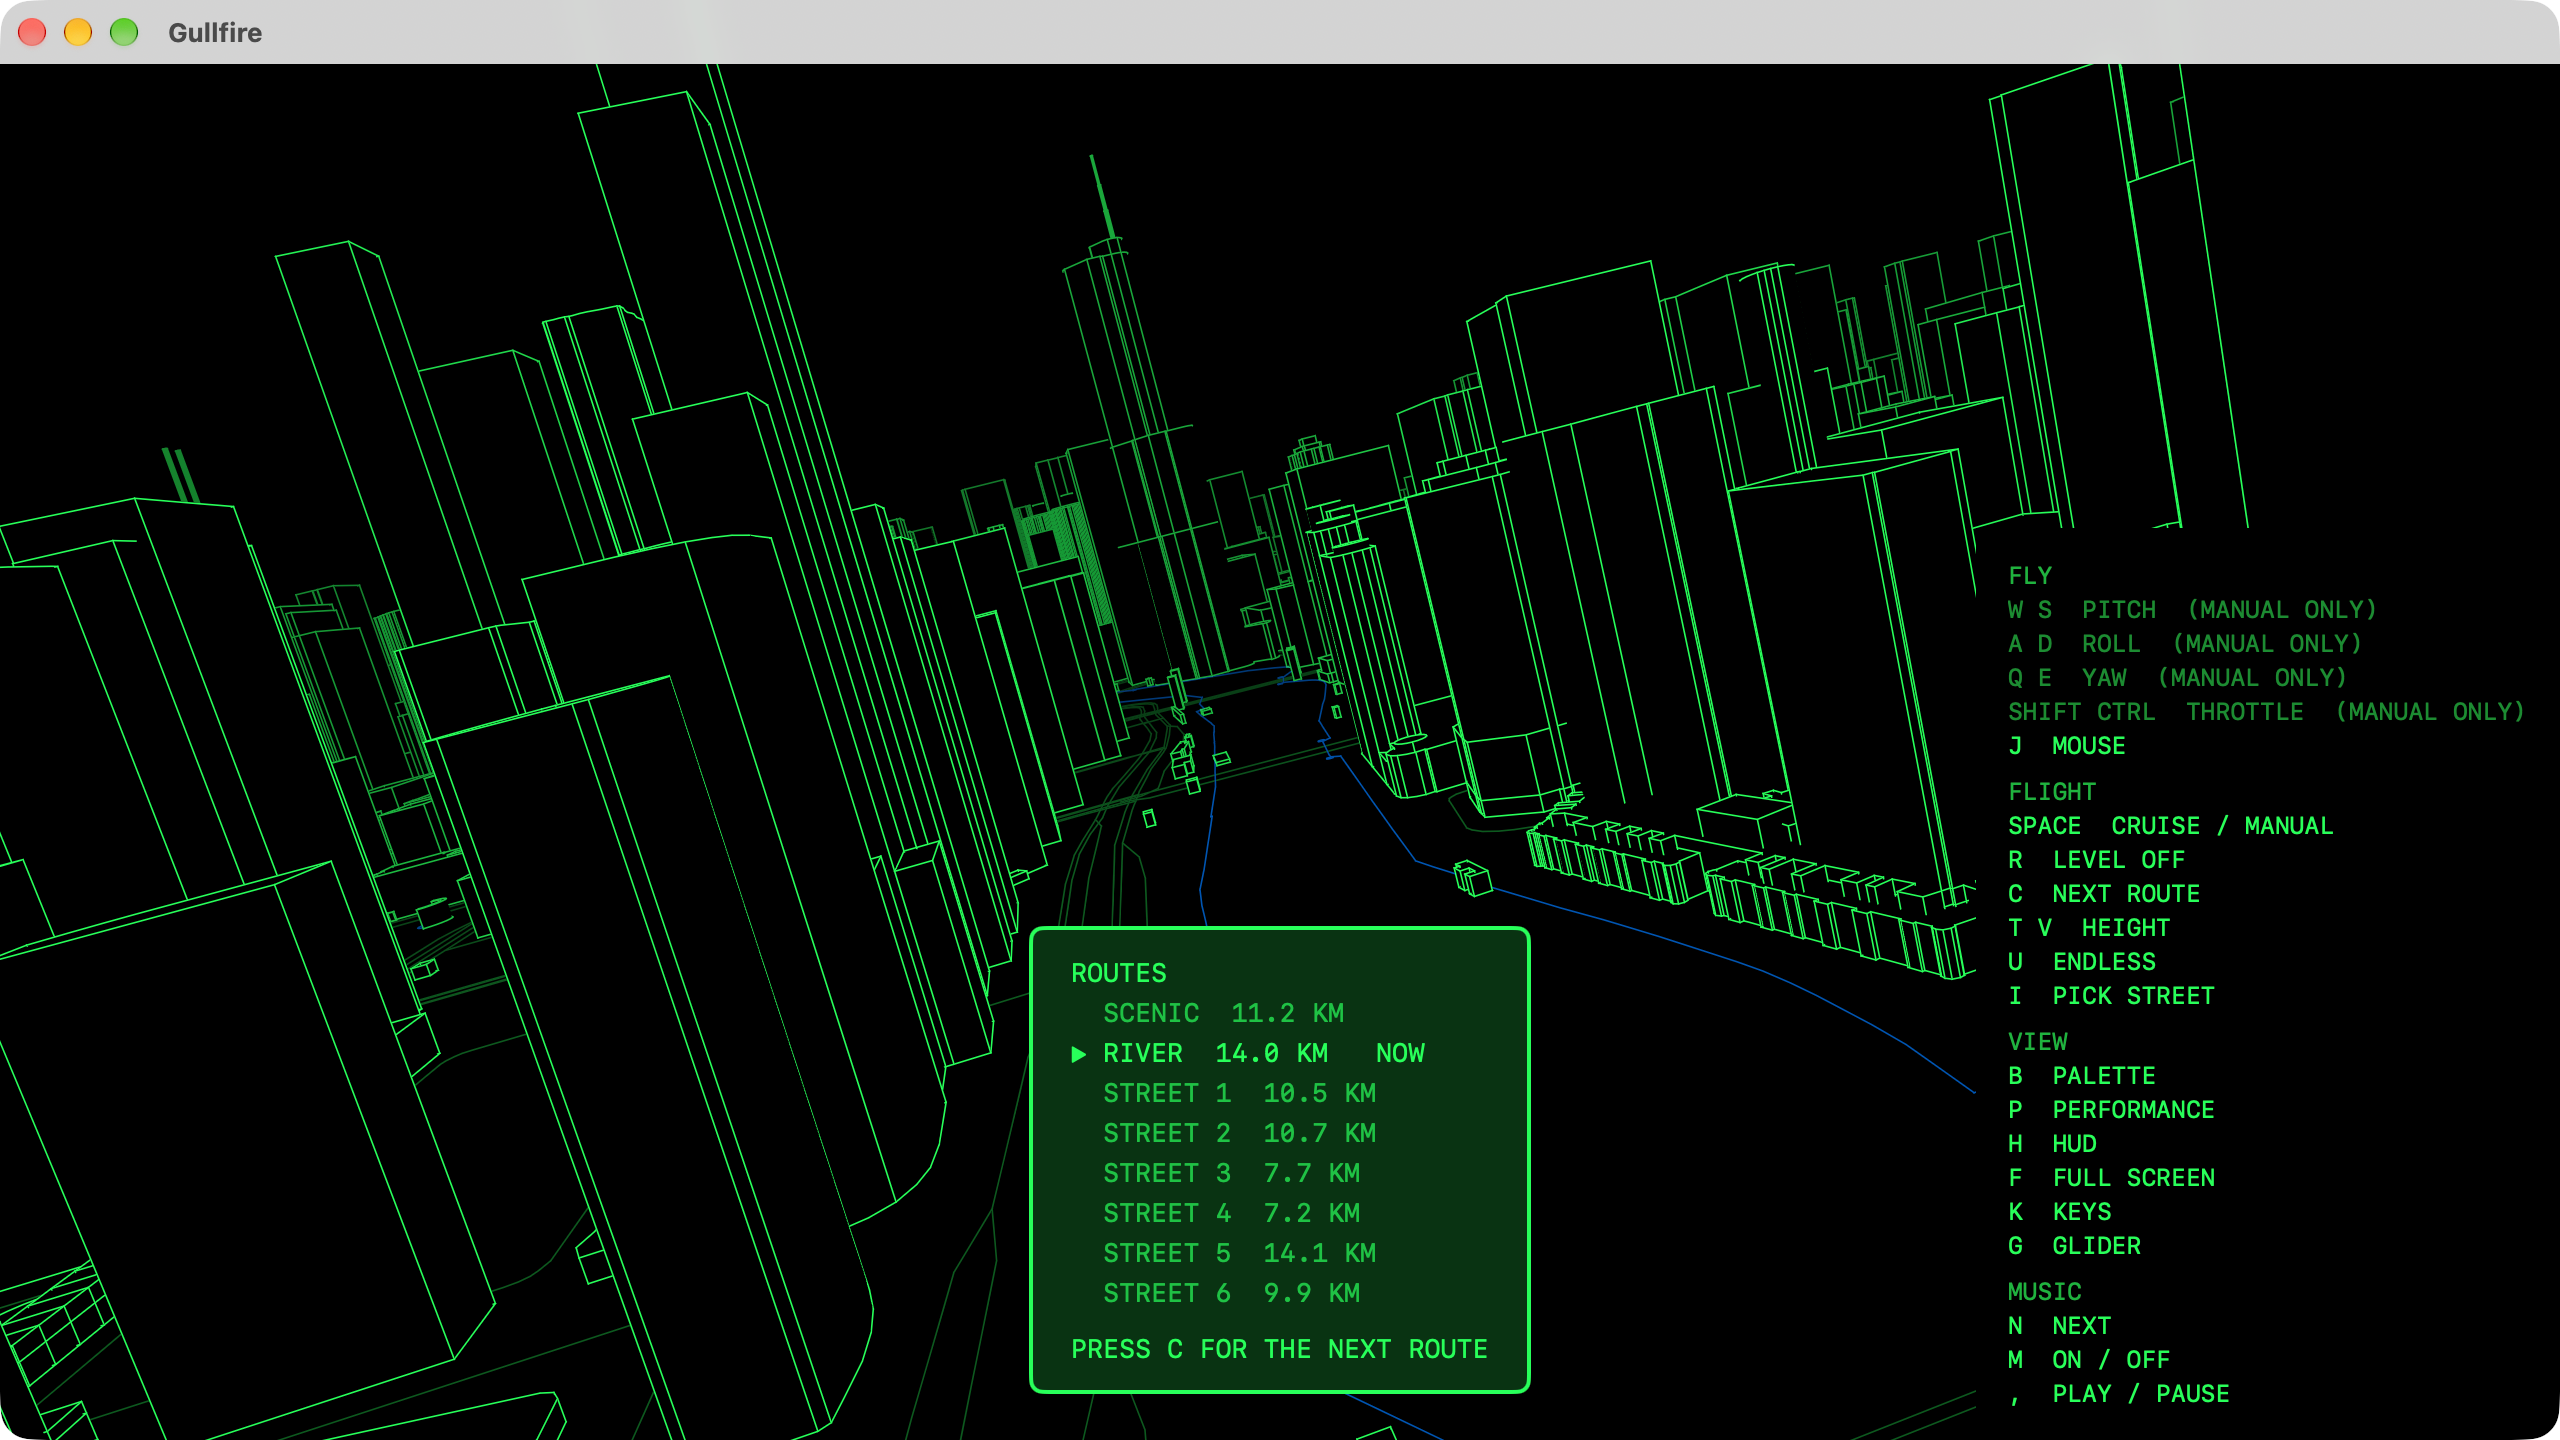 Gullfire
FLY
W S PITCH (MANUAL ONLY)
A D ROLL (MANUAL ONLY)
Q E YAW (MANUAL ONLY)
SHIFT CTRL THROTTLE (MANUAL ONLY)
J MOUSE
FLIGHT
SPACE CRUISE / MANUAL
R LEVEL OFF
C NEXT ROUTE
T V HEIGHT
U ENDLESS
I PICK STREET
VIEW
B PALETTE
P PERFORMANCE
H HUD
F FULL SCREEN
K KEYS
G GLIDER
MUSIC
N NEXT
M ON / OFF
, PLAY / PAUSE
ROUTES
SCENIC 11.2 KM
▶ RIVER 14.0 KM NOW
STREET 1 10.5 KM
STREET 2 10.7 KM
STREET 3 7.7 KM
STREET 4 7.2 KM
STREET 5 14.1 KM
STREET 6 9.9 KM
PRESS C FOR THE NEXT ROUTE